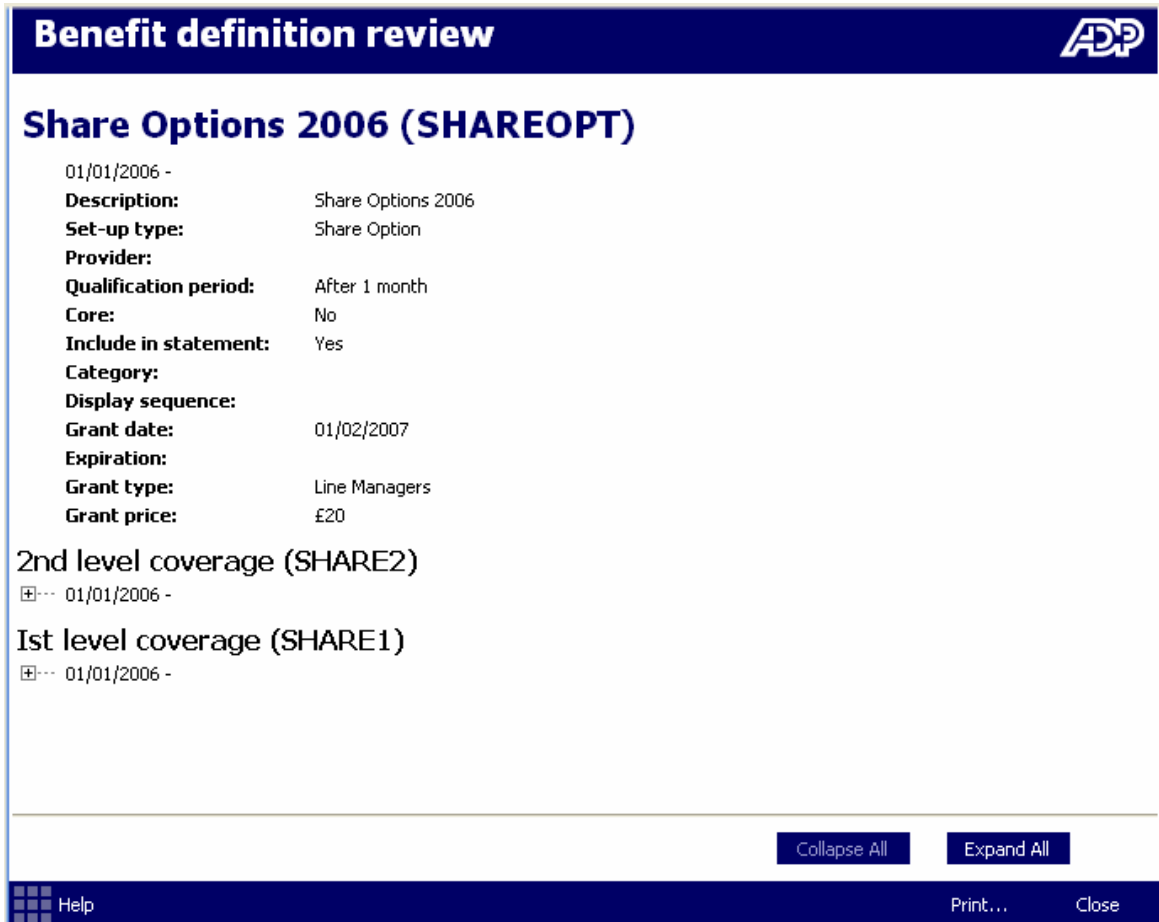 Benefit definition review
ADP
Share Options 2006 (SHAREOPT)
01/01/2006 -
Description: Share Options 2006
Set-up type: Share Option
Provider:
Qualification period: After 1 month
Core: No
Include in statement: Yes
Category:
Display sequence:
Grant date: 01/02/2007
Expiration:
Grant type: Line Managers
Grant price: £20
2nd level coverage (SHARE2)
01/01/2006 -
Ist level coverage (SHARE1)
01/01/2006 -
Collapse All Expand All
Help Print... Close